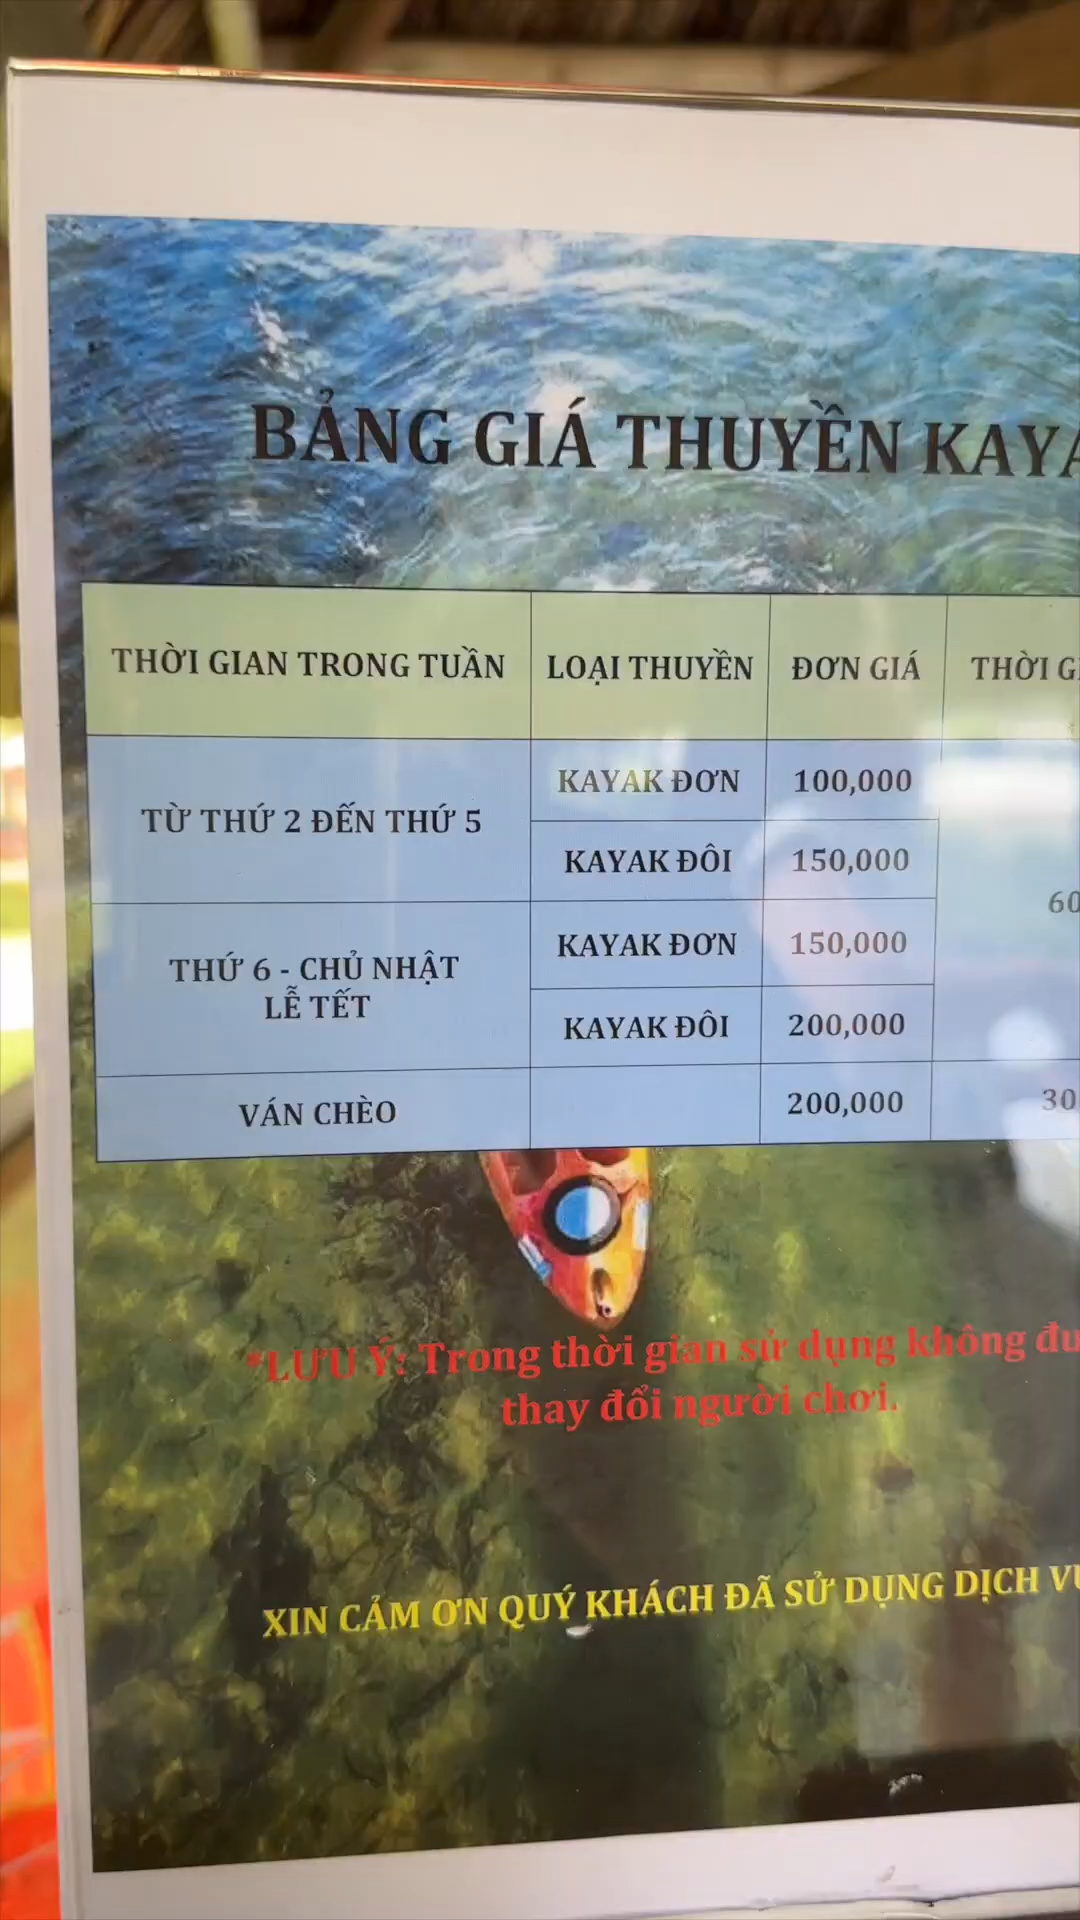 BẢNG GIÁ THUYỀN KAYA
THỜI GIAN TRONG TUẦN LOẠI THUYỀN ĐƠN GIÁ THỜI G
TỪ THỨ 2 ĐẾN THỨ 5 KAYAK ĐƠN 100,000
KAYAK ĐÔI 150,000
60
THỨ 6 - CHỦ NHẬT
LỄ TẾT
KAYAK ĐƠN 150,000
KAYAK ĐÔI 200,000
VÁN CHÈO 200,000 30
*LƯU Ý: Trong thời gian sử dụng không đư
thay đổi người chơi.
XIN CẢM ƠN QUÝ KHÁCH ĐÃ SỬ DỤNG DỊCH VỤ